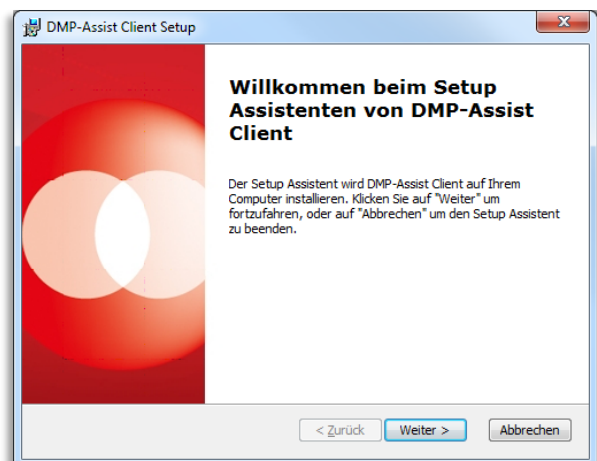 DMP-Assist Client Setup
Willkommen beim Setup
Assistenten von DMP-Assist
Client
Der Setup Assistent wird DMP-Assist Client auf Ihrem
Computer installieren. Klicken Sie auf "Weiter" um
fortzufahren, oder auf "Abbrechen" um den Setup Assistent
zu beenden.
< Zurück
Weiter >
Abbrechen